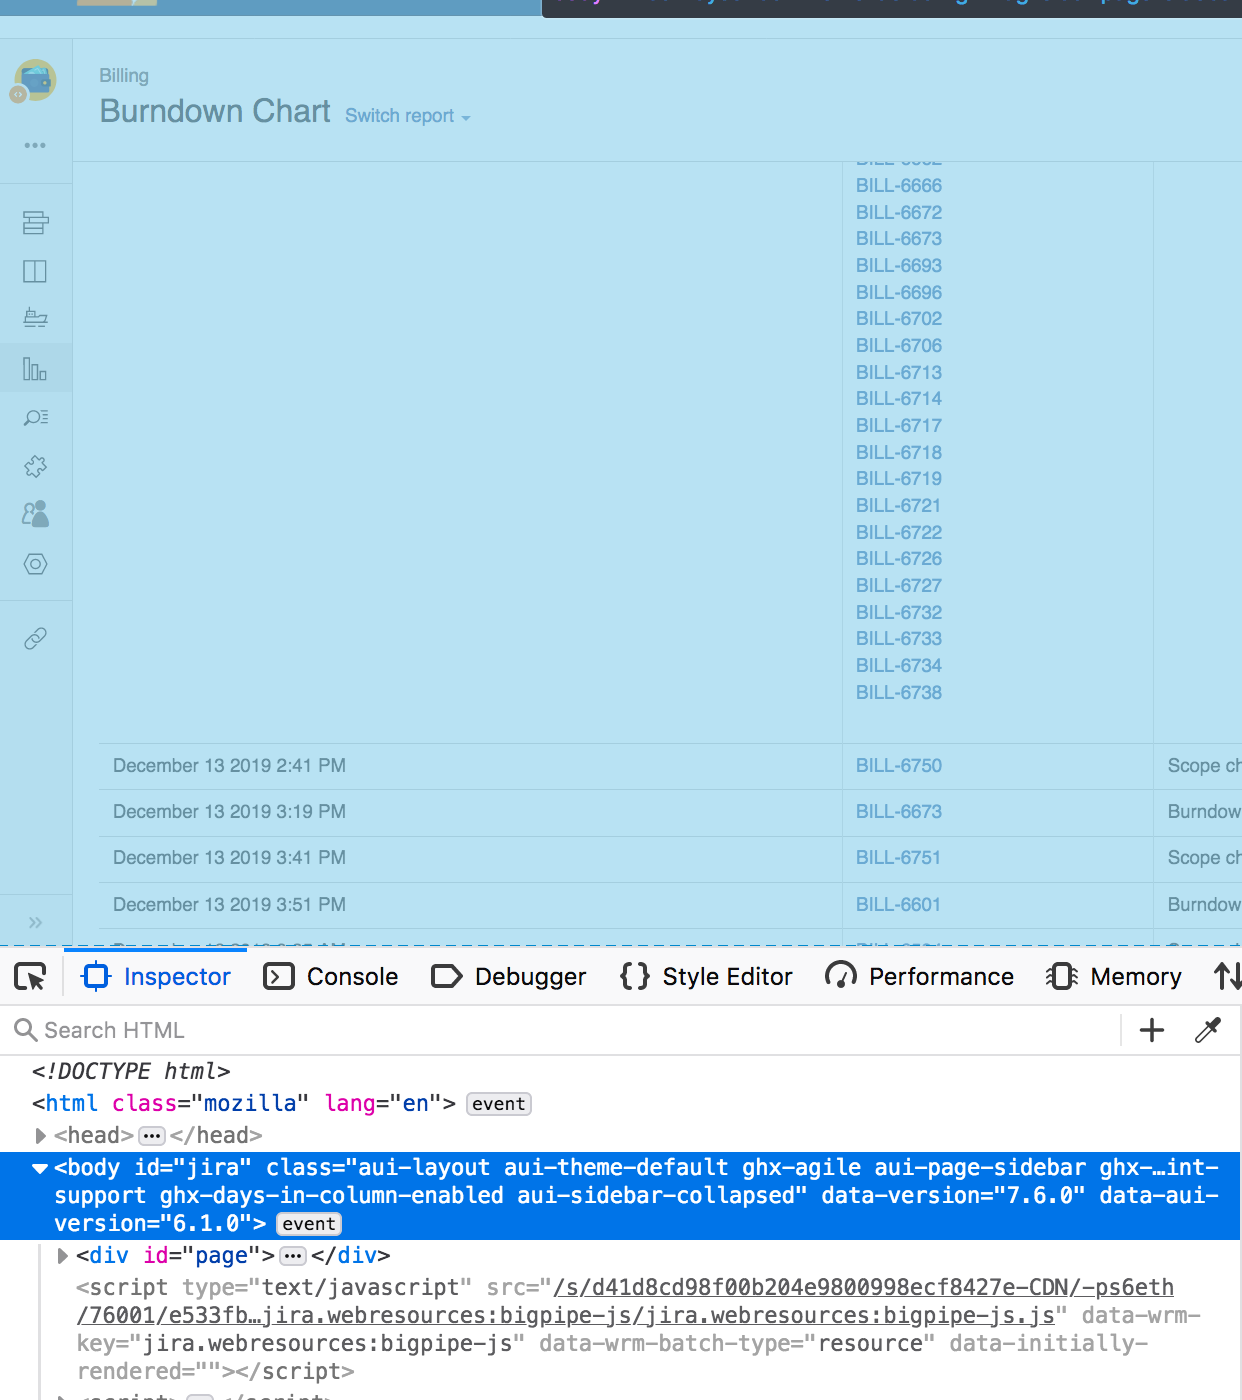 Billing
Burndown Chart Switch report
BILL-6666
BILL-6672
BILL-6673
BILL-6693
BILL-6696
BILL-6702
BILL-6706
BILL-6713
BILL-6714
BILL-6717
BILL-6718
BILL-6719
BILL-6721
BILL-6722
BILL-6726
BILL-6727
BILL-6732
BILL-6733
BILL-6734
BILL-6738
December 13 2019 2:41 PM BILL-6750 Scope ch
December 13 2019 3:19 PM BILL-6673 Burndow
December 13 2019 3:41 PM BILL-6751 Scope ch
December 13 2019 3:51 PM BILL-6601 Burndow
Inspector Console Debugger {} Style Editor Performance Memory
Search HTML
<!DOCTYPE html>
<html class="mozilla" lang="en"> event
<head> ••• </head>
<body id="jira" class="aui-layout aui-theme-default ghx-agile aui-page-sidebar ghx-…int-
support ghx-days-in-column-enabled aui-sidebar-collapsed" data-version="7.6.0" data-aui-
version="6.1.0"> event
<div id="page"> ••• </div>
<script type="text/javascript" src="/s/d41d8cd98f00b204e9800998ecf8427e-CDN/-ps6eth
/76001/e533fb…jira.webresources:bigpipe-js/jira.webresources:bigpipe-js.js" data-wrm-
key="jira.webresources:bigpipe-js" data-wrm-batch-type="resource" data-initially-
rendered=""></script>